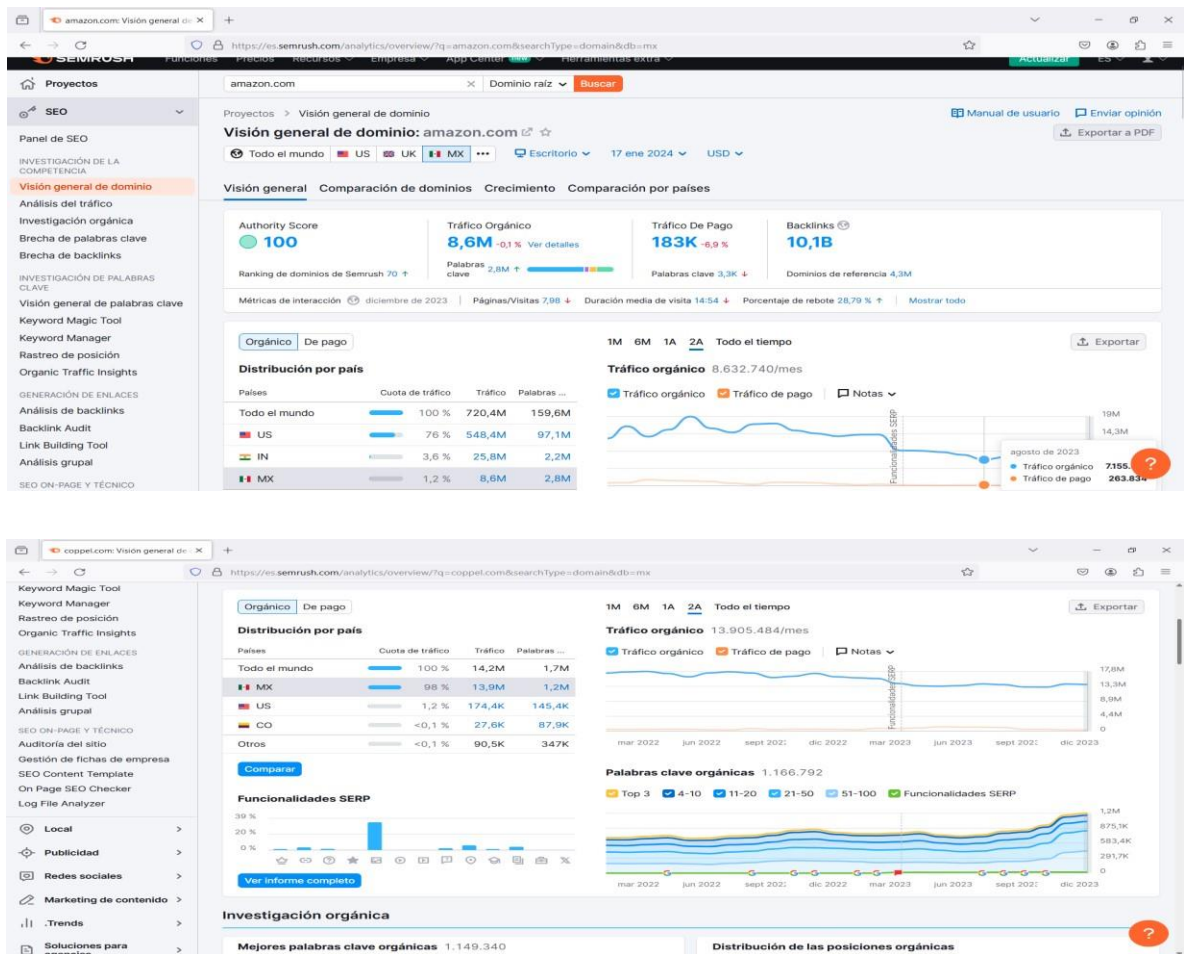 amazon.com: Visión general de
https://es.semrush.com/analytics/overview/?q=amazon.com&searchType=domain&db=mx
SEMRUSH Funciones Precios Recursos Empresa App Center new Herramientas extra Actualizar ES
Proyectos
amazon.com Dominio raíz Buscar
SEO
Proyectos > Visión general de dominio
Manual de usuario Enviar opinión
Panel de SEO
Visión general de dominio: amazon.com
Exportar a PDF
INVESTIGACIÓN DE LA
COMPETENCIA
Todo el mundo US UK MX Escritorio 17 ene 2024 USD
Visión general de dominio
Análisis del tráfico
Investigación orgánica
Brecha de palabras clave
Brecha de backlinks
INVESTIGACIÓN DE PALABRAS
CLAVE
Visión general de palabras clave
Keyword Magic Tool
Keyword Manager
Rastreo de posición
Organic Traffic Insights
GENERACIÓN DE ENLACES
Análisis de backlinks
Backlink Audit
Link Building Tool
Análisis grupal
SEO ON-PAGE Y TÉCNICO
Visión general Comparación de dominios Crecimiento Comparación por países
Authority Score
100
Ranking de dominios de Semrush 70 ↑
Tráfico Orgánico
8,6M -0,1 % Ver detalles
Palabras
clave 2,8M ↑
Tráfico De Pago
183K -6,9 %
Palabras clave 3,3K ↓
Backlinks
10,1B
Dominios de referencia 4,3M
Métricas de interacción diciembre de 2023 Páginas/Visitas 7,98 ↓ Duración media de visita 14:54 ↓ Porcentaje de rebote 28,79 % ↑ Mostrar todo
Orgánico De pago
Distribución por país
Países Cuota de tráfico Tráfico Palabras ...
Todo el mundo 100 % 720,4M 159,6M
US 76 % 548,4M 97,1M
IN 3,6 % 25,8M 2,2M
MX 1,2 % 8,6M 2,8M
1M 6M 1A 2A Todo el tiempo
Exportar
Tráfico orgánico 8.632.740/mes
Tráfico orgánico Tráfico de pago Notas
Funcionalidades SERP
19M
14,3M
agosto de 2023
Tráfico orgánico 7.155.
Tráfico de pago 263.834
?
coppel.com: Visión general de
https://es.semrush.com/analytics/overview/?q=coppel.com&searchType=domain&db=mx
Keyword Magic Tool
Keyword Manager
Rastreo de posición
Organic Traffic Insights
GENERACIÓN DE ENLACES
Análisis de backlinks
Backlink Audit
Link Building Tool
Análisis grupal
SEO ON-PAGE Y TÉCNICO
Auditoría del sitio
Gestión de fichas de empresa
SEO Content Template
On Page SEO Checker
Log File Analyzer
Local
Publicidad
Redes sociales
Marketing de contenido
.Trends
Soluciones para
agencias
Orgánico De pago
Distribución por país
Países Cuota de tráfico Tráfico Palabras ...
Todo el mundo 100 % 14,2M 1,7M
MX 98 % 13,9M 1,2M
US 1,2 % 174,4K 145,4K
CO <0,1 % 27,6K 87,9K
Otros <0,1 % 90,5K 347K
Comparar
Funcionalidades SERP
39 %
20 %
0 %
Ver informe completo
1M 6M 1A 2A Todo el tiempo
Exportar
Tráfico orgánico 13.905.484/mes
Tráfico orgánico Tráfico de pago Notas
Funcionalidades SERP
17,8M
13,3M
8,9M
4,4M
0
mar 2022 jun 2022 sept 202 dic 2022 mar 2023 jun 2023 sept 202 dic 2023
Palabras clave orgánicas 1.166.792
Top 3 4-10 11-20 21-50 51-100 Funcionalidades SERP
1,2M
875,1K
583,4K
291,7K
0
mar 2022 jun 2022 sept 202 dic 2022 mar 2023 jun 2023 sept 202 dic 2023
Investigación orgánica
Mejores palabras clave orgánicas 1.149.340
Distribución de las posiciones orgánicas
?